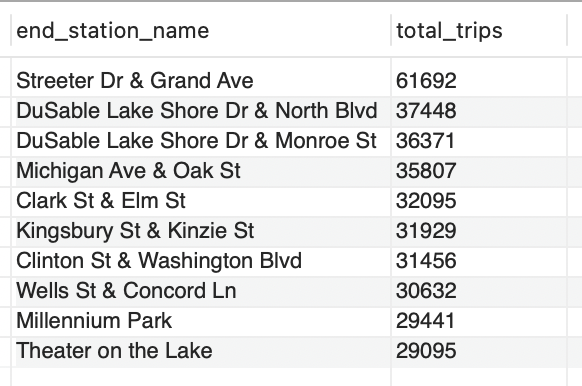 end_station_name total_trips
Streeter Dr & Grand Ave 61692
DuSable Lake Shore Dr & North Blvd 37448
DuSable Lake Shore Dr & Monroe St 36371
Michigan Ave & Oak St 35807
Clark St & Elm St 32095
Kingsbury St & Kinzie St 31929
Clinton St & Washington Blvd 31456
Wells St & Concord Ln 30632
Millennium Park 29441
Theater on the Lake 29095